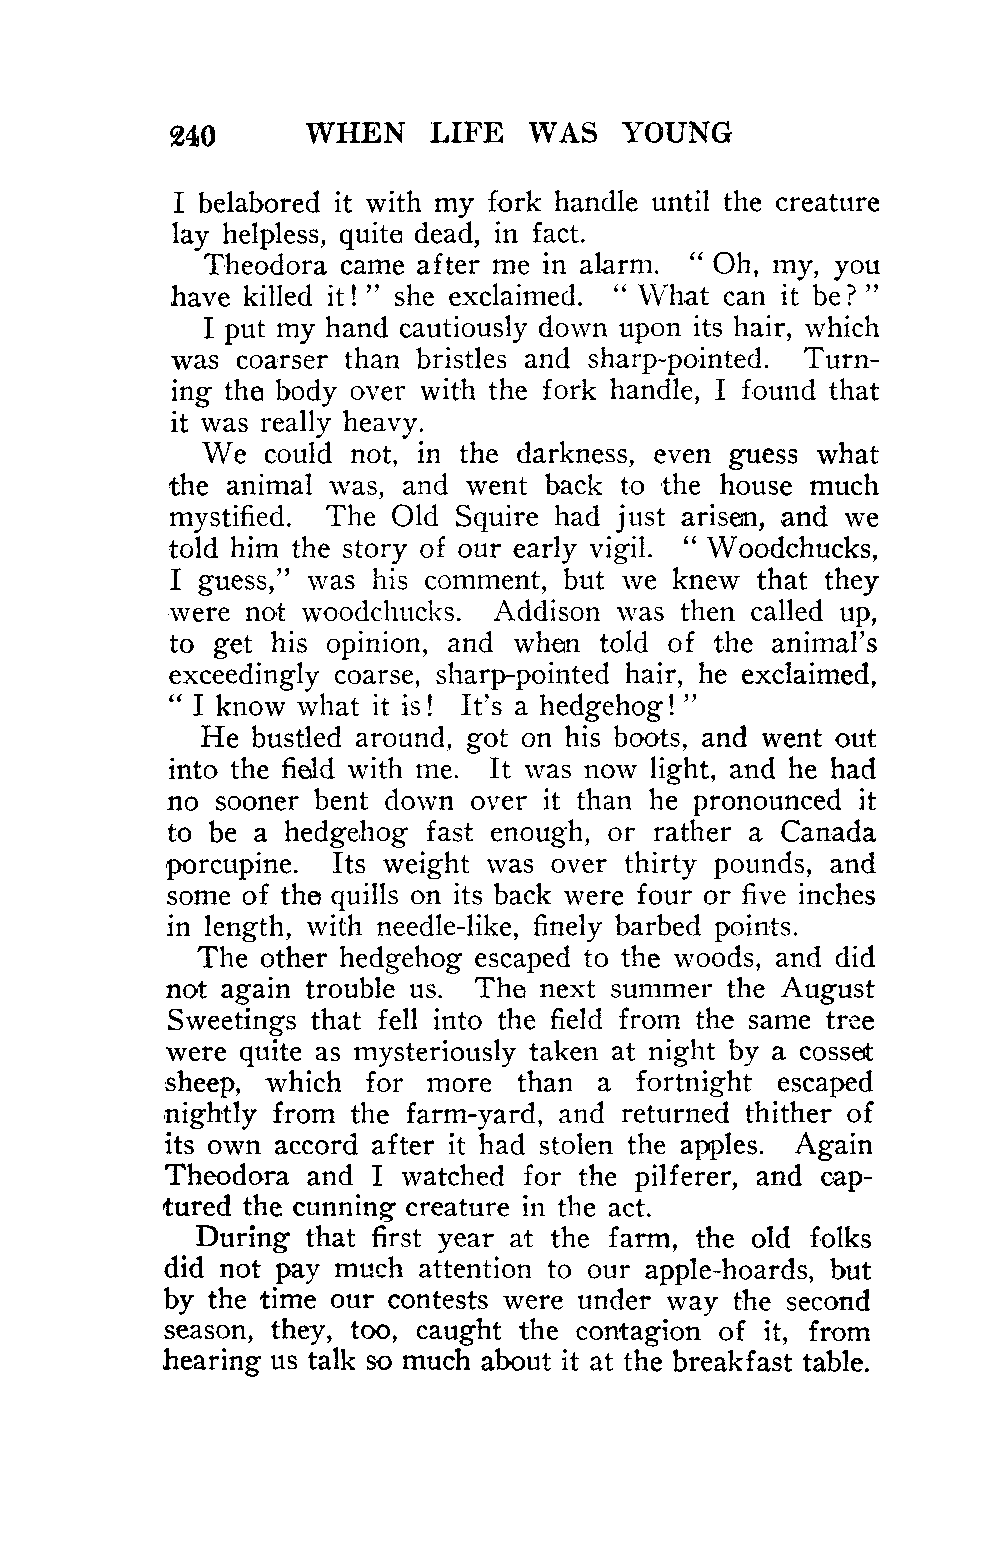 240 WHEN LIFE WAS YOUNG
I belabored it with my fork handle until the creature
lay helpless, quite dead, in fact.
Theodora came after me in alarm. “ Oh, my, you
have killed it! ” she exclaimed. “ What can it be? ”
I put my hand cautiously down upon its hair, which
was coarser than bristles and sharp-pointed. Turn-
ing the body over with the fork handle, I found that
it was really heavy.
We could not, in the darkness, even guess what
the animal was, and went back to the house much
mystified. The Old Squire had just arisen, and we
told him the story of our early vigil. “ Woodchucks,
I guess,” was his comment, but we knew that they
were not woodchucks. Addison was then called up,
to get his opinion, and when told of the animal’s
exceedingly coarse, sharp-pointed hair, he exclaimed,
“ I know what it is! It’s a hedgehog! ”
He bustled around, got on his boots, and went out
into the field with me. It was now light, and he had
no sooner bent down over it than he pronounced it
to be a hedgehog fast enough, or rather a Canada
porcupine. Its weight was over thirty pounds, and
some of the quills on its back were four or five inches
in length, with needle-like, finely barbed points.
The other hedgehog escaped to the woods, and did
not again trouble us. The next summer the August
Sweetings that fell into the field from the same tree
were quite as mysteriously taken at night by a cosset
sheep, which for more than a fortnight escaped
nightly from the farm-yard, and returned thither of
its own accord after it had stolen the apples. Again
Theodora and I watched for the pilferer, and cap-
tured the cunning creature in the act.
During that first year at the farm, the old folks
did not pay much attention to our apple-hoards, but
by the time our contests were under way the second
season, they, too, caught the contagion of it, from
hearing us talk so much about it at the breakfast table.